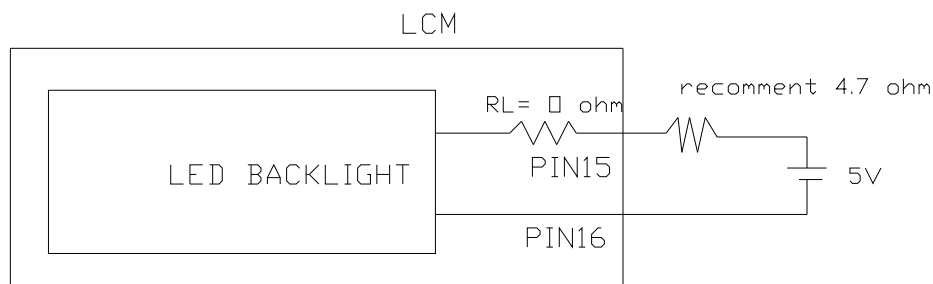 LCM
recomment 4.7 ohm
RL= 0 ohm
LED BACKLIGHT
PIN15
5V
PIN16